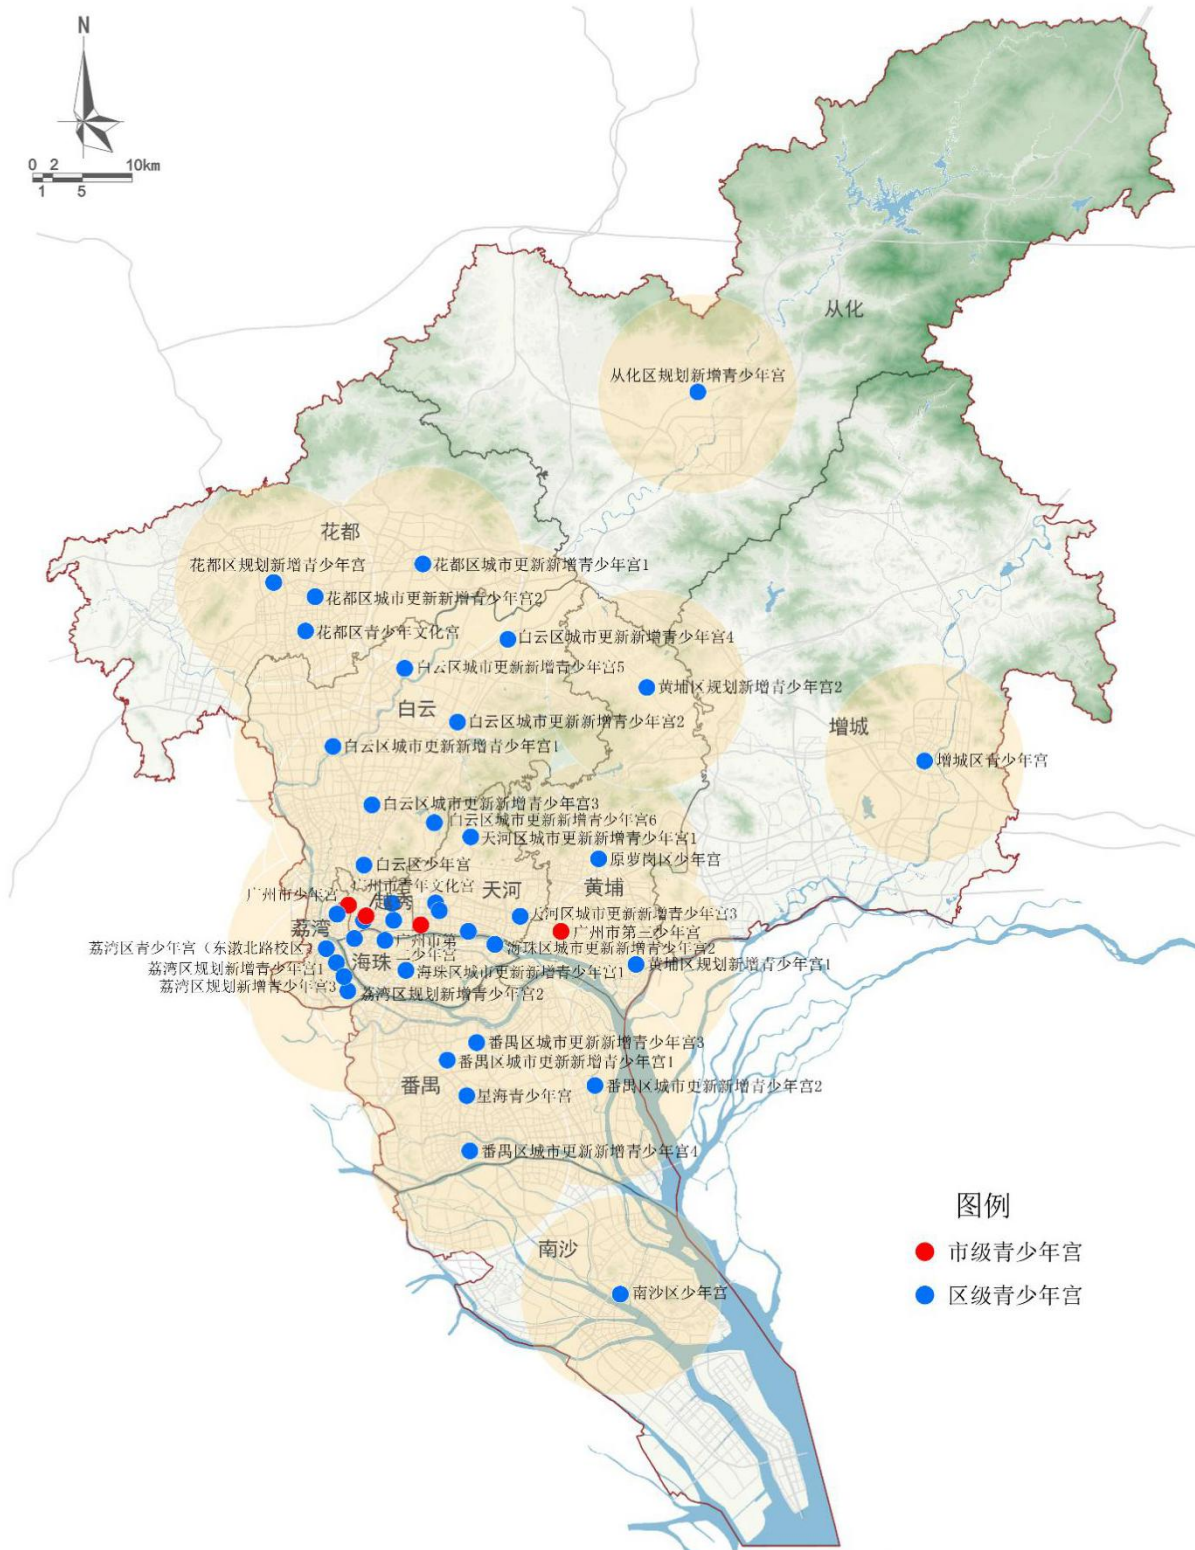 N
0 2 10km
1 5
从化
从化区规划新增青少年宫
花都
花都区规划新增青少年宫
花都区城市更新新增青少年宫1
花都区城市更新新增青少年宫2
花都区青少年文化宫
白云区城市更新新增青少年宫4
白云区城市更新新增青少年宫5
黄埔区规划新增青少年宫2
白云
白云区城市更新新增青少年宫2
增城
白云区城市更新新增青少年宫1
增城区青少年宫
白云区城市更新新增青少年宫3
白云区城市更新新增青少年宫6
天河区城市更新新增青少年宫1
白云区少年宫
原萝岗区少年宫
广州市青年文化宫
广州市少年宫
越秀
天河
黄埔
天河区城市更新新增青少年宫3
荔湾
广州市第三少年宫
广州市第
二少年宫
海珠区城市更新新增青少年宫2
荔湾区青少年宫（东漖北路校区）
海珠
荔湾区规划新增青少年宫1
海珠区城市更新新增青少年宫1
黄埔区规划新增青少年宫1
荔湾区规划新增青少年宫3
荔湾区规划新增青少年宫2
番禺区城市更新新增青少年宫3
番禺区城市更新新增青少年宫1
番禺
番禺区城市更新新增青少年宫2
星海青少年宫
番禺区城市更新新增青少年宫4
南沙
南沙区少年宫
图例
市级青少年宫
区级青少年宫